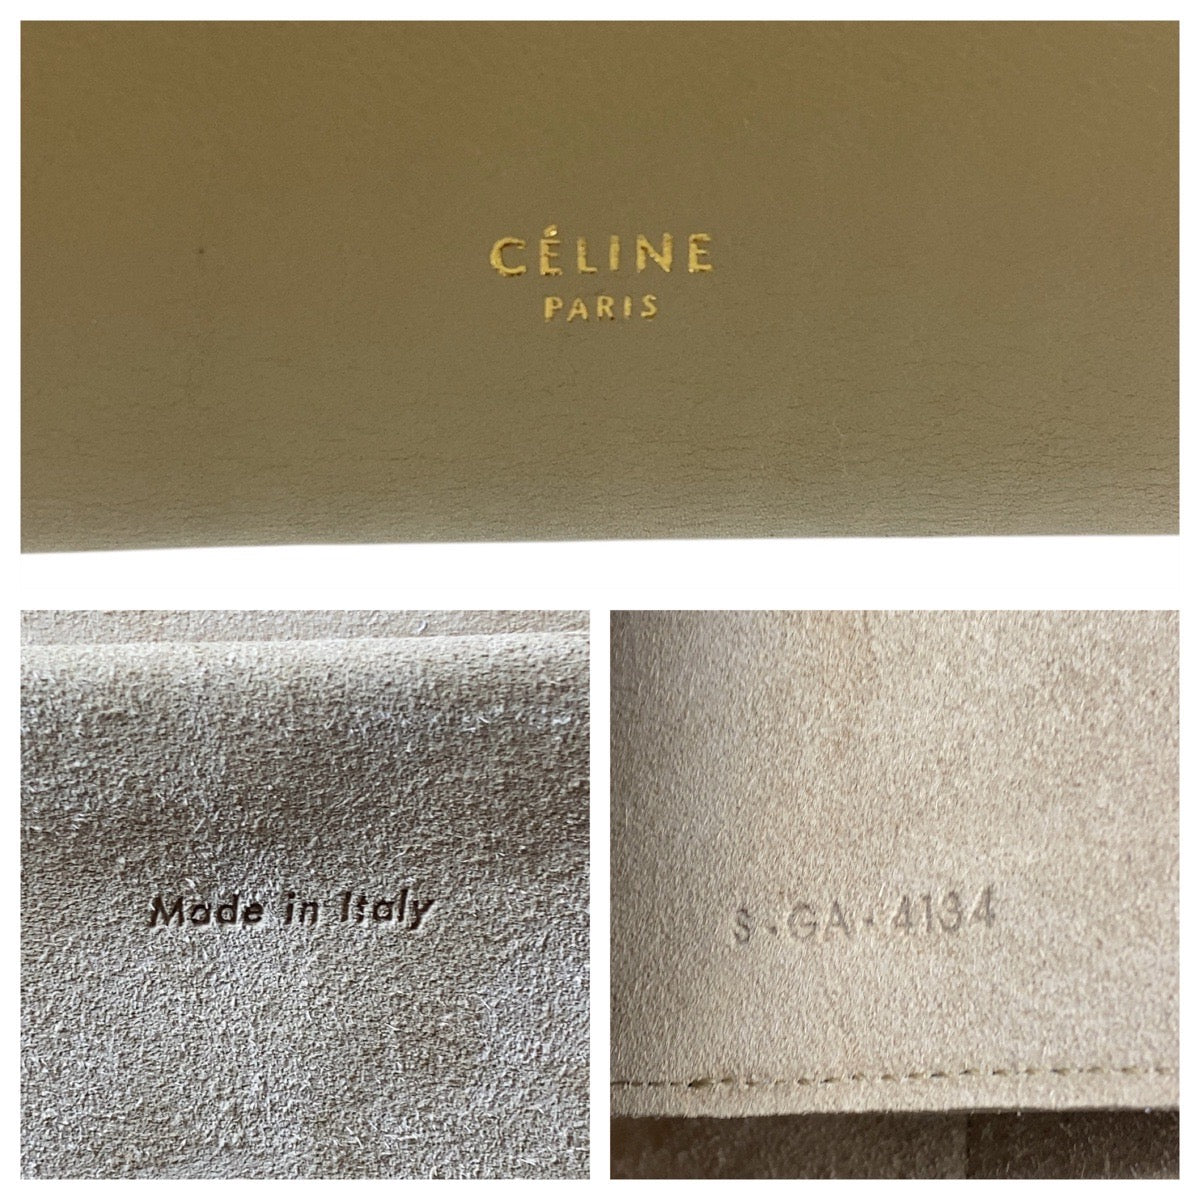 CÉLINE
PARIS
Made in Italy
S·GA·4134